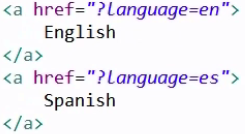 <a href="?language=en">
    English
</a>
<a href="?language=es">
    Spanish
</a>